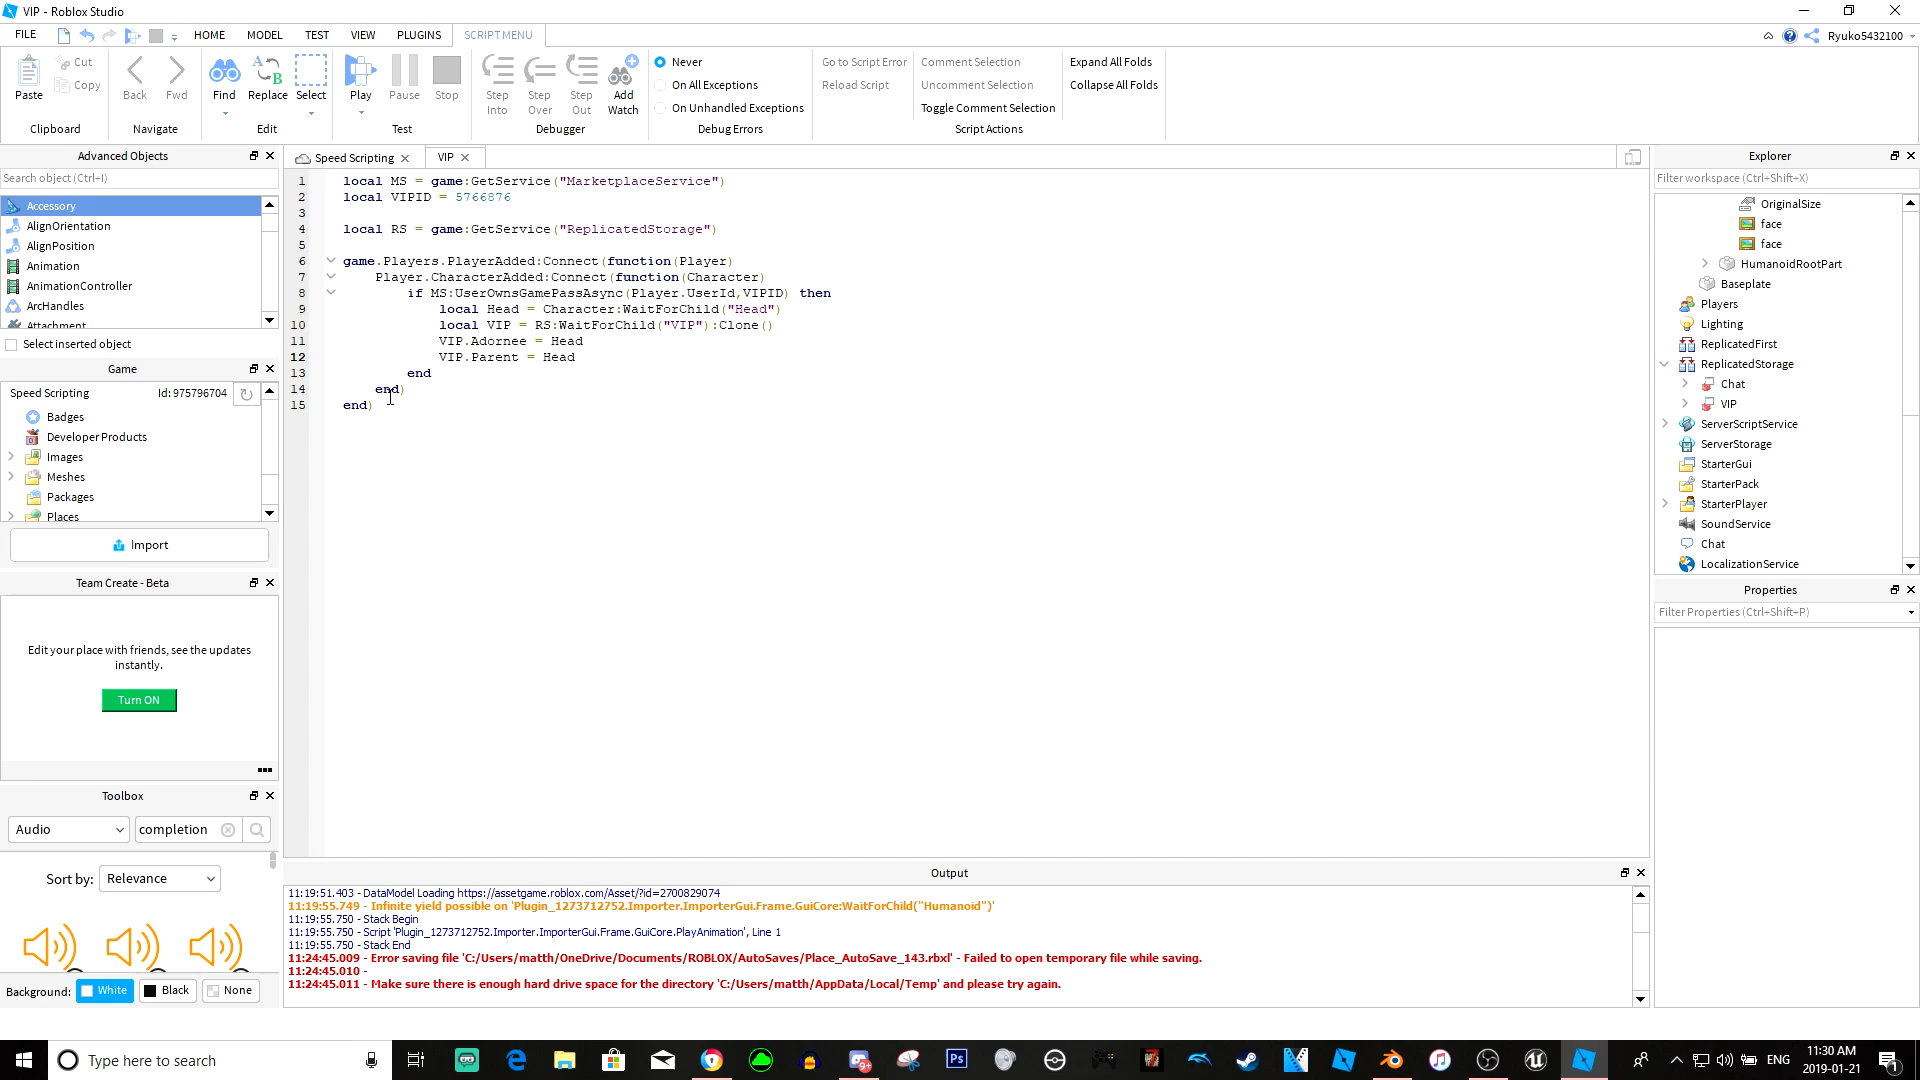 VIP - Roblox Studio
FILE HOME MODEL TEST VIEW PLUGINS SCRIPT MENU Ryuko5432100
Paste Cut Copy Back Fwd Find Replace Select Play Pause Stop Step Into Step Over Step Out Add Watch
Never
On All Exceptions
On Unhandled Exceptions
Go to Script Error
Reload Script
Comment Selection
Uncomment Selection
Toggle Comment Selection
Expand All Folds
Collapse All Folds
Clipboard Navigate Edit Test Debugger Debug Errors Script Actions
Advanced Objects
Search object (Ctrl+I)
Accessory
AlignOrientation
AlignPosition
Animation
AnimationController
ArcHandles
Attachment
Select inserted object
Game
Speed Scripting Id: 975796704
Badges
Developer Products
Images
Meshes
Packages
Places
Import
Team Create - Beta
Edit your place with friends, see the updates
instantly.
Turn ON
Toolbox
Audio completion
Sort by: Relevance
Background: White Black None
Speed Scripting VIP
1 local MS = game:GetService("MarketplaceService")
2 local VIPID = 5766876
3
4 local RS = game:GetService("ReplicatedStorage")
5
6 game.Players.PlayerAdded:Connect(function(Player)
7 Player.CharacterAdded:Connect(function(Character)
8 if MS:UserOwnsGamePassAsync(Player.UserId,VIPID) then
9 local Head = Character:WaitForChild("Head")
10 local VIP = RS:WaitForChild("VIP"):Clone()
11 VIP.Adornee = Head
12 VIP.Parent = Head
13 end
14 end)
15 end)
Output
11:19:51.403 - DataModel Loading https://assetgame.roblox.com/Asset/?id=2700829074
11:19:55.749 - Infinite yield possible on 'Plugin_1273712752.Importer.ImporterGui.Frame.GuiCore:WaitForChild("Humanoid")'
11:19:55.750 - Stack Begin
11:19:55.750 - Script 'Plugin_1273712752.Importer.ImporterGui.Frame.GuiCore.PlayAnimation', Line 1
11:19:55.750 - Stack End
11:24:45.009 - Error saving file 'C:/Users/matth/OneDrive/Documents/ROBLOX/AutoSaves/Place_AutoSave_143.rbxl' - Failed to open temporary file while saving.
11:24:45.010 -
11:24:45.011 - Make sure there is enough hard drive space for the directory 'C:/Users/matth/AppData/Local/Temp' and please try again.
Explorer
Filter workspace (Ctrl+Shift+X)
OriginalSize
face
face
HumanoidRootPart
Baseplate
Players
Lighting
ReplicatedFirst
ReplicatedStorage
Chat
VIP
ServerScriptService
ServerStorage
StarterGui
StarterPack
StarterPlayer
SoundService
Chat
LocalizationService
Properties
Filter Properties (Ctrl+Shift+P)
Type here to search
Ps
9+
ENG
11:30 AM
2019-01-21
1